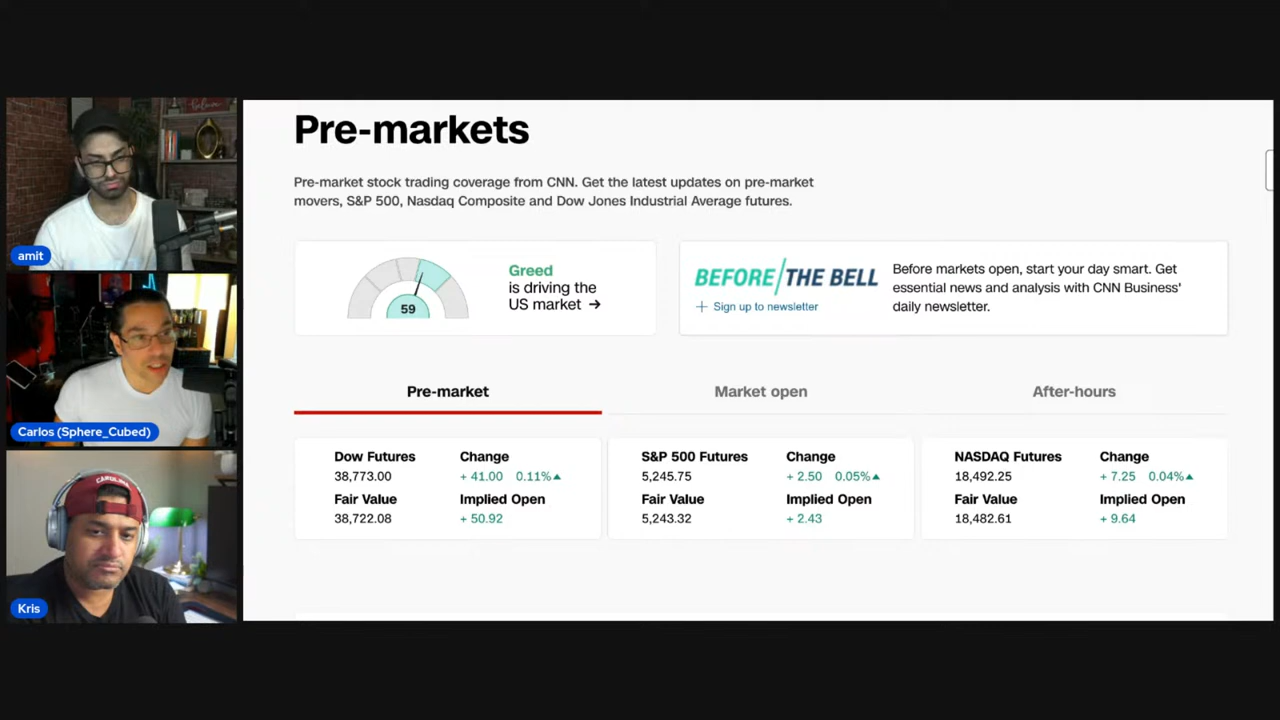 Pre-markets
Pre-market stock trading coverage from CNN. Get the latest updates on pre-market
movers, S&P 500, Nasdaq Composite and Dow Jones Industrial Average futures.
59
Greed
is driving the
US market →
BEFORE/THE BELL
+ Sign up to newsletter
Before markets open, start your day smart. Get
essential news and analysis with CNN Business'
daily newsletter.
Pre-market
Market open
After-hours
Dow Futures Change
38,773.00 + 41.00 0.11%▲
Fair Value Implied Open
38,722.08 + 50.92
S&P 500 Futures Change
5,245.75 + 2.50 0.05%▲
Fair Value Implied Open
5,243.32 + 2.43
NASDAQ Futures Change
18,492.25 + 7.25 0.04%▲
Fair Value Implied Open
18,482.61 + 9.64
amit
Carlos (Sphere_Cubed)
Kris
CAROLINA